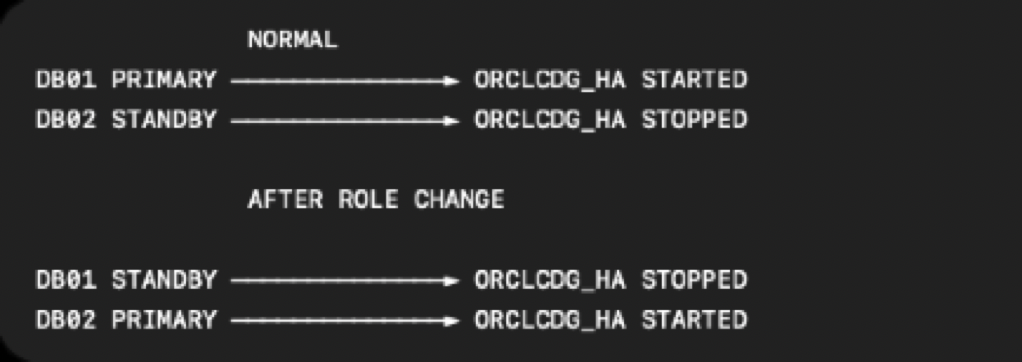 NORMAL
DB01 PRIMARY ————————► ORCLCDG_HA STARTED
DB02 STANDBY ————————► ORCLCDG_HA STOPPED
AFTER ROLE CHANGE
DB01 STANDBY ————————► ORCLCDG_HA STOPPED
DB02 PRIMARY ————————► ORCLCDG_HA STARTED